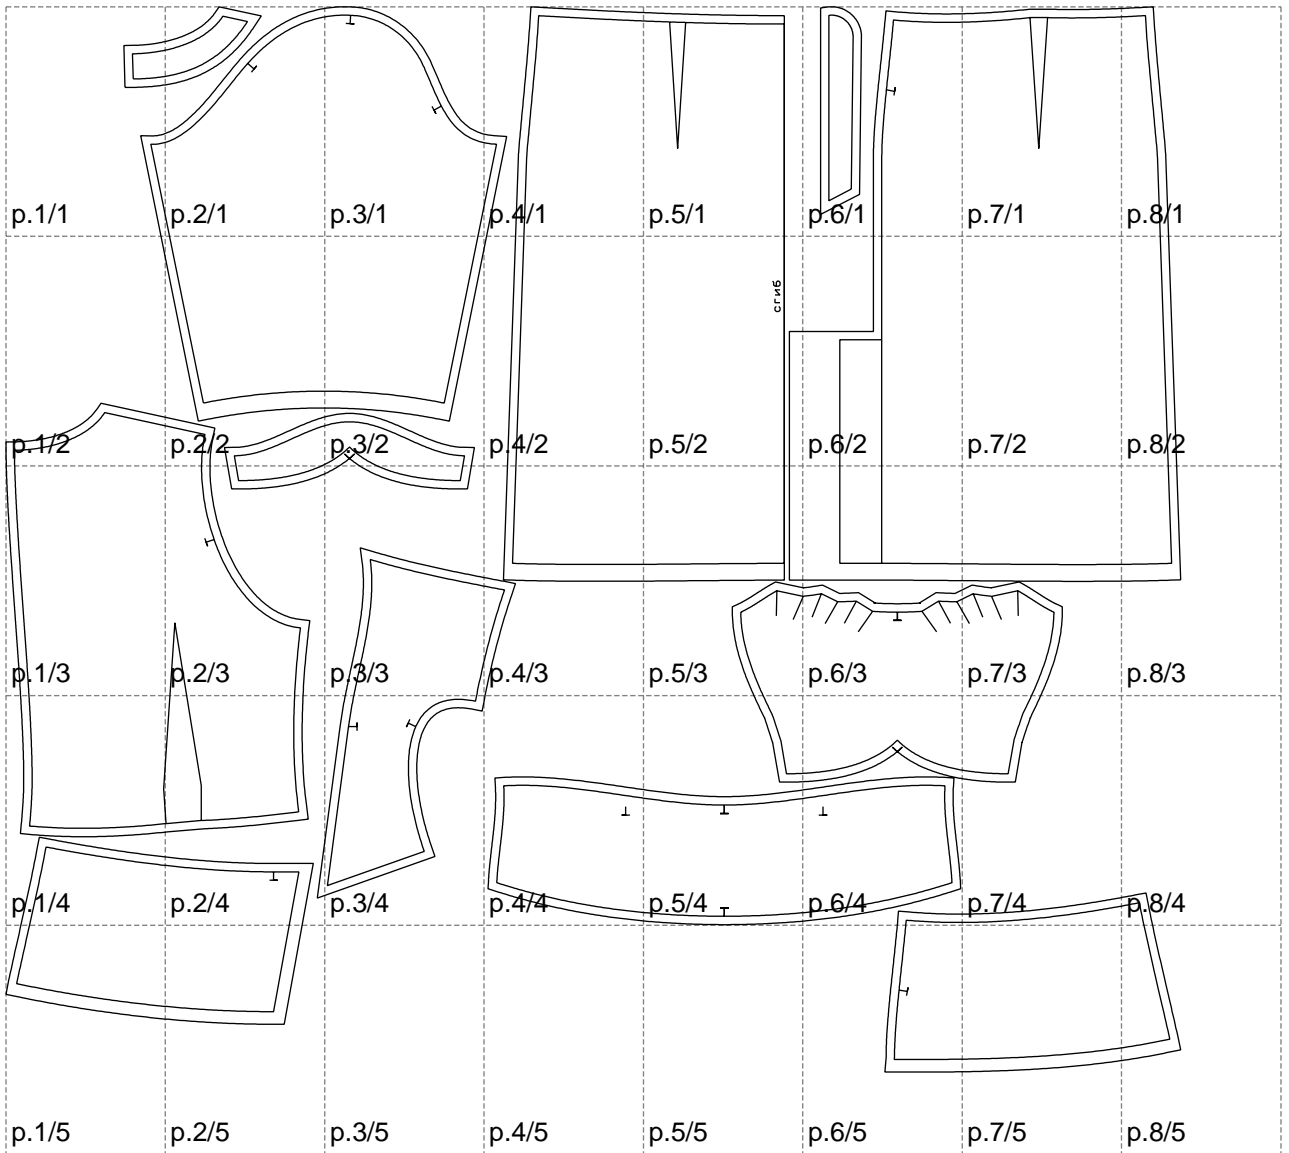 p.1/1 p.2/1 p.3/1 p.4/1 p.5/1 p.6/1 p.7/1 p.8/1
сгиб
p.1/2 p.2/2 p.3/2 p.4/2 p.5/2 p.6/2 p.7/2 p.8/2
p.1/3 p.2/3 p.3/3 p.4/3 p.5/3 p.6/3 p.7/3 p.8/3
p.1/4 p.2/4 p.3/4 p.4/4 p.5/4 p.6/4 p.7/4 p.8/4
p.1/5 p.2/5 p.3/5 p.4/5 p.5/5 p.6/5 p.7/5 p.8/5